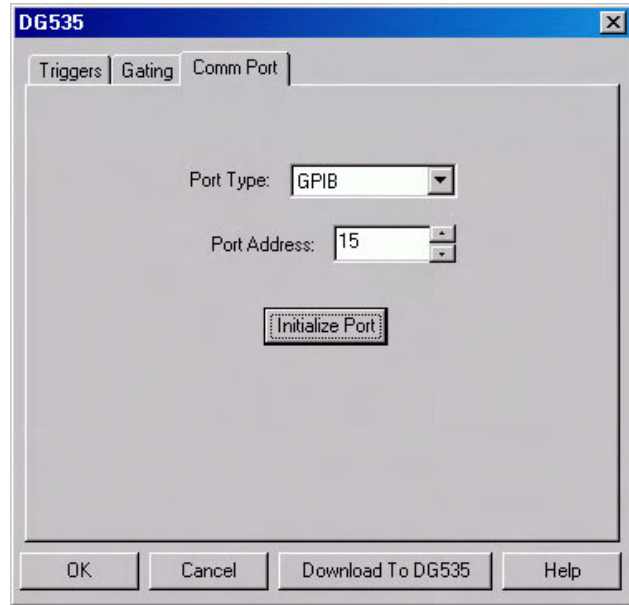 DG535
Triggers Gating Comm Port
Port Type: GPIB
Port Address: 15
Initialize Port
OK Cancel Download To DG535 Help